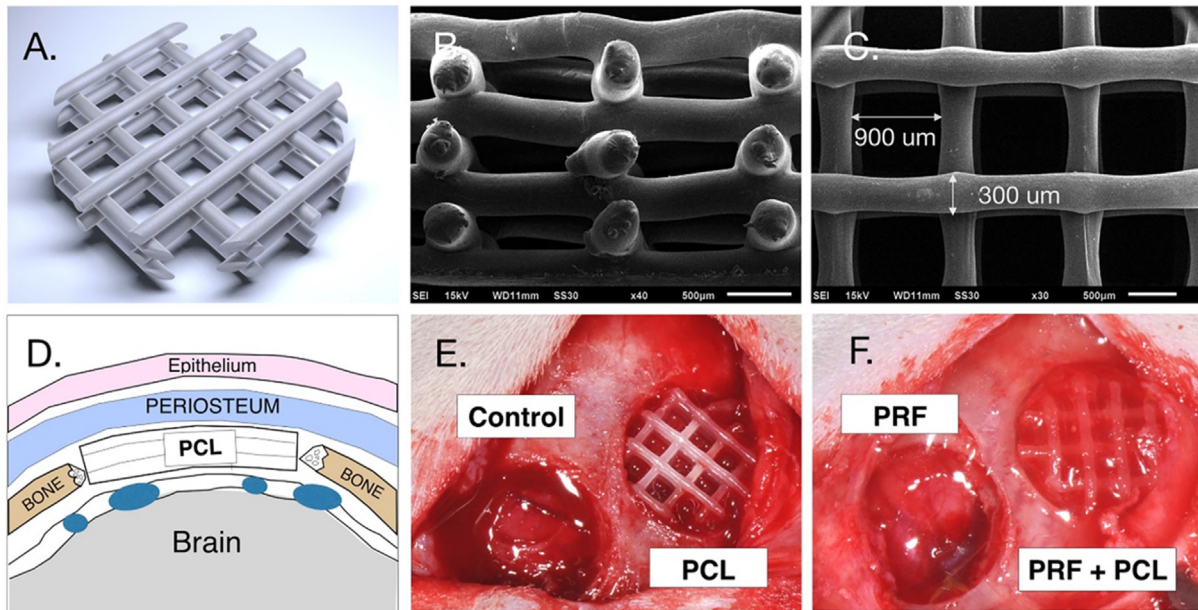 A.
B.
SEI 15kV WD11mm SS30 x40 500μm
C.
900 um
300 um
SEI 15kV WD11mm SS30 x30 500μm
D.
Epithelium
PERIOSTEUM
PCL
BONE
BONE
Brain
E.
Control
PCL
F.
PRF
PRF + PCL